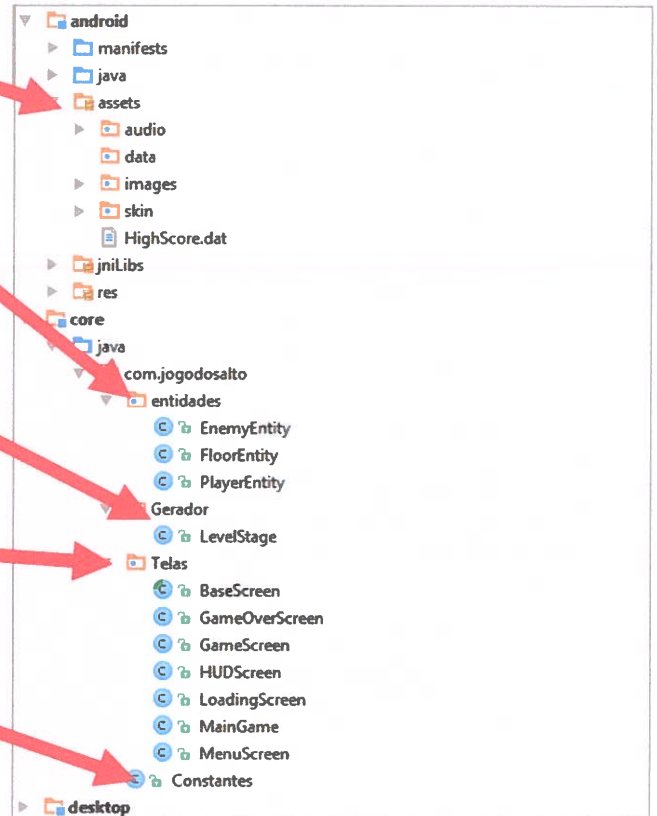 android
manifests
java
assets
audio
data
images
skin
HighScore.dat
jniLibs
res
core
java
com.jogodosalto
entidades
EnemyEntity
FloorEntity
PlayerEntity
Gerador
LevelStage
Telas
BaseScreen
GameOverScreen
GameScreen
HUDScreen
LoadingScreen
MainGame
MenuScreen
Constantes
desktop